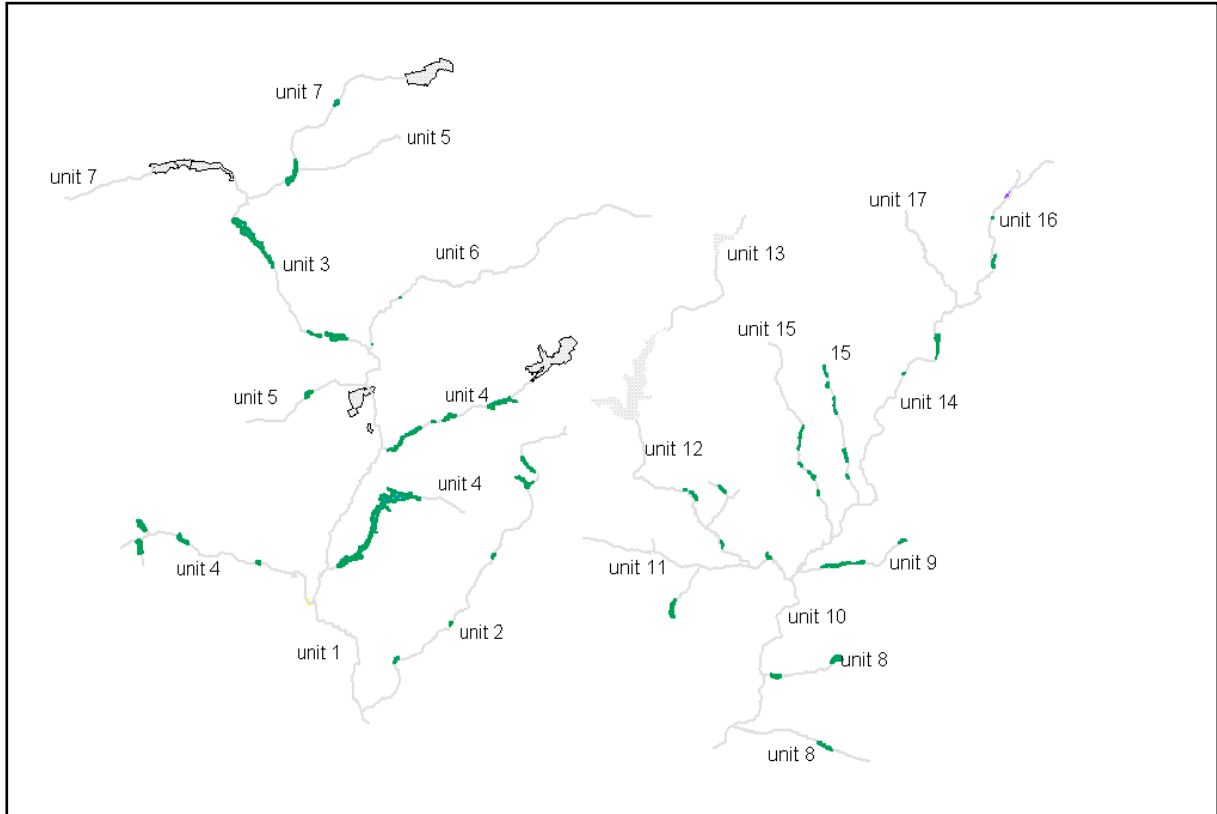 unit 7
unit 5
unit 7
unit 17
unit 16
unit 6
unit 13
unit 3
unit 15
15
unit 4
unit 5
unit 14
unit 12
unit 4
unit 9
unit 4
unit 11
unit 10
unit 2
unit 1
unit 8
unit 8